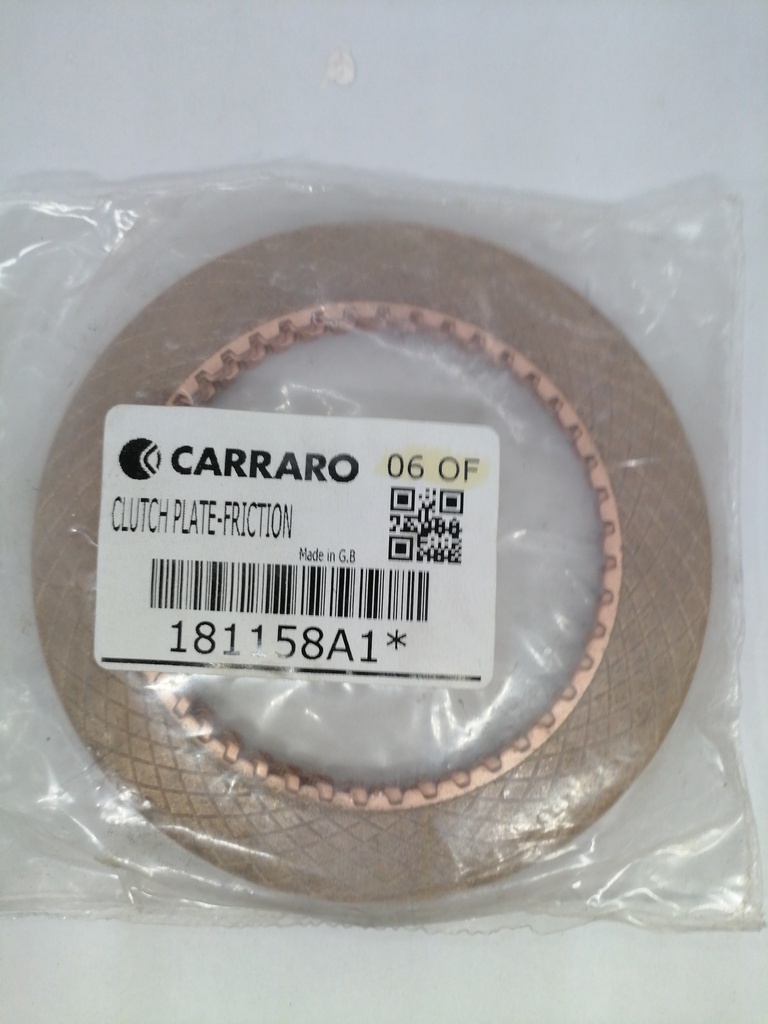 CARRARO 06 OF
CLUTCH PLATE-FRICTION
Made in G.B
181158A1*